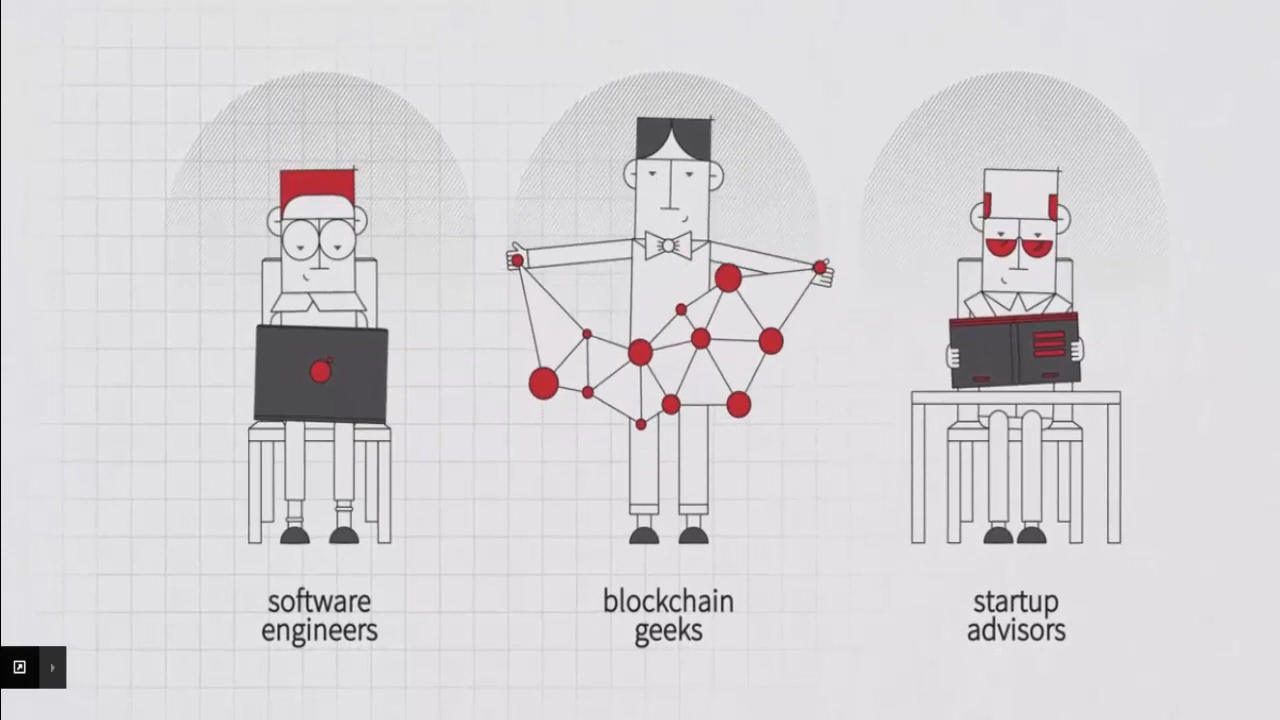 software
engineers
blockchain
geeks
startup
advisors